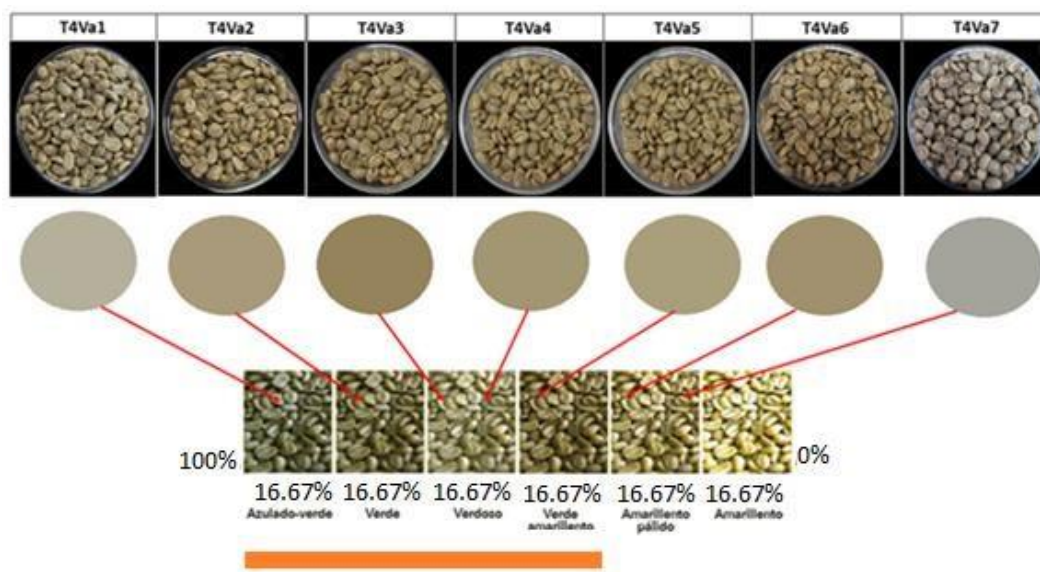 T4Va1 T4Va2 T4Va3 T4Va4 T4Va5 T4Va6 T4Va7
100% 0%
16.67% 16.67% 16.67% 16.67% 16.67% 16.67%
Azulado-verde Verde Verdoso Verde Amarillento Amarillento
amarillento pálido